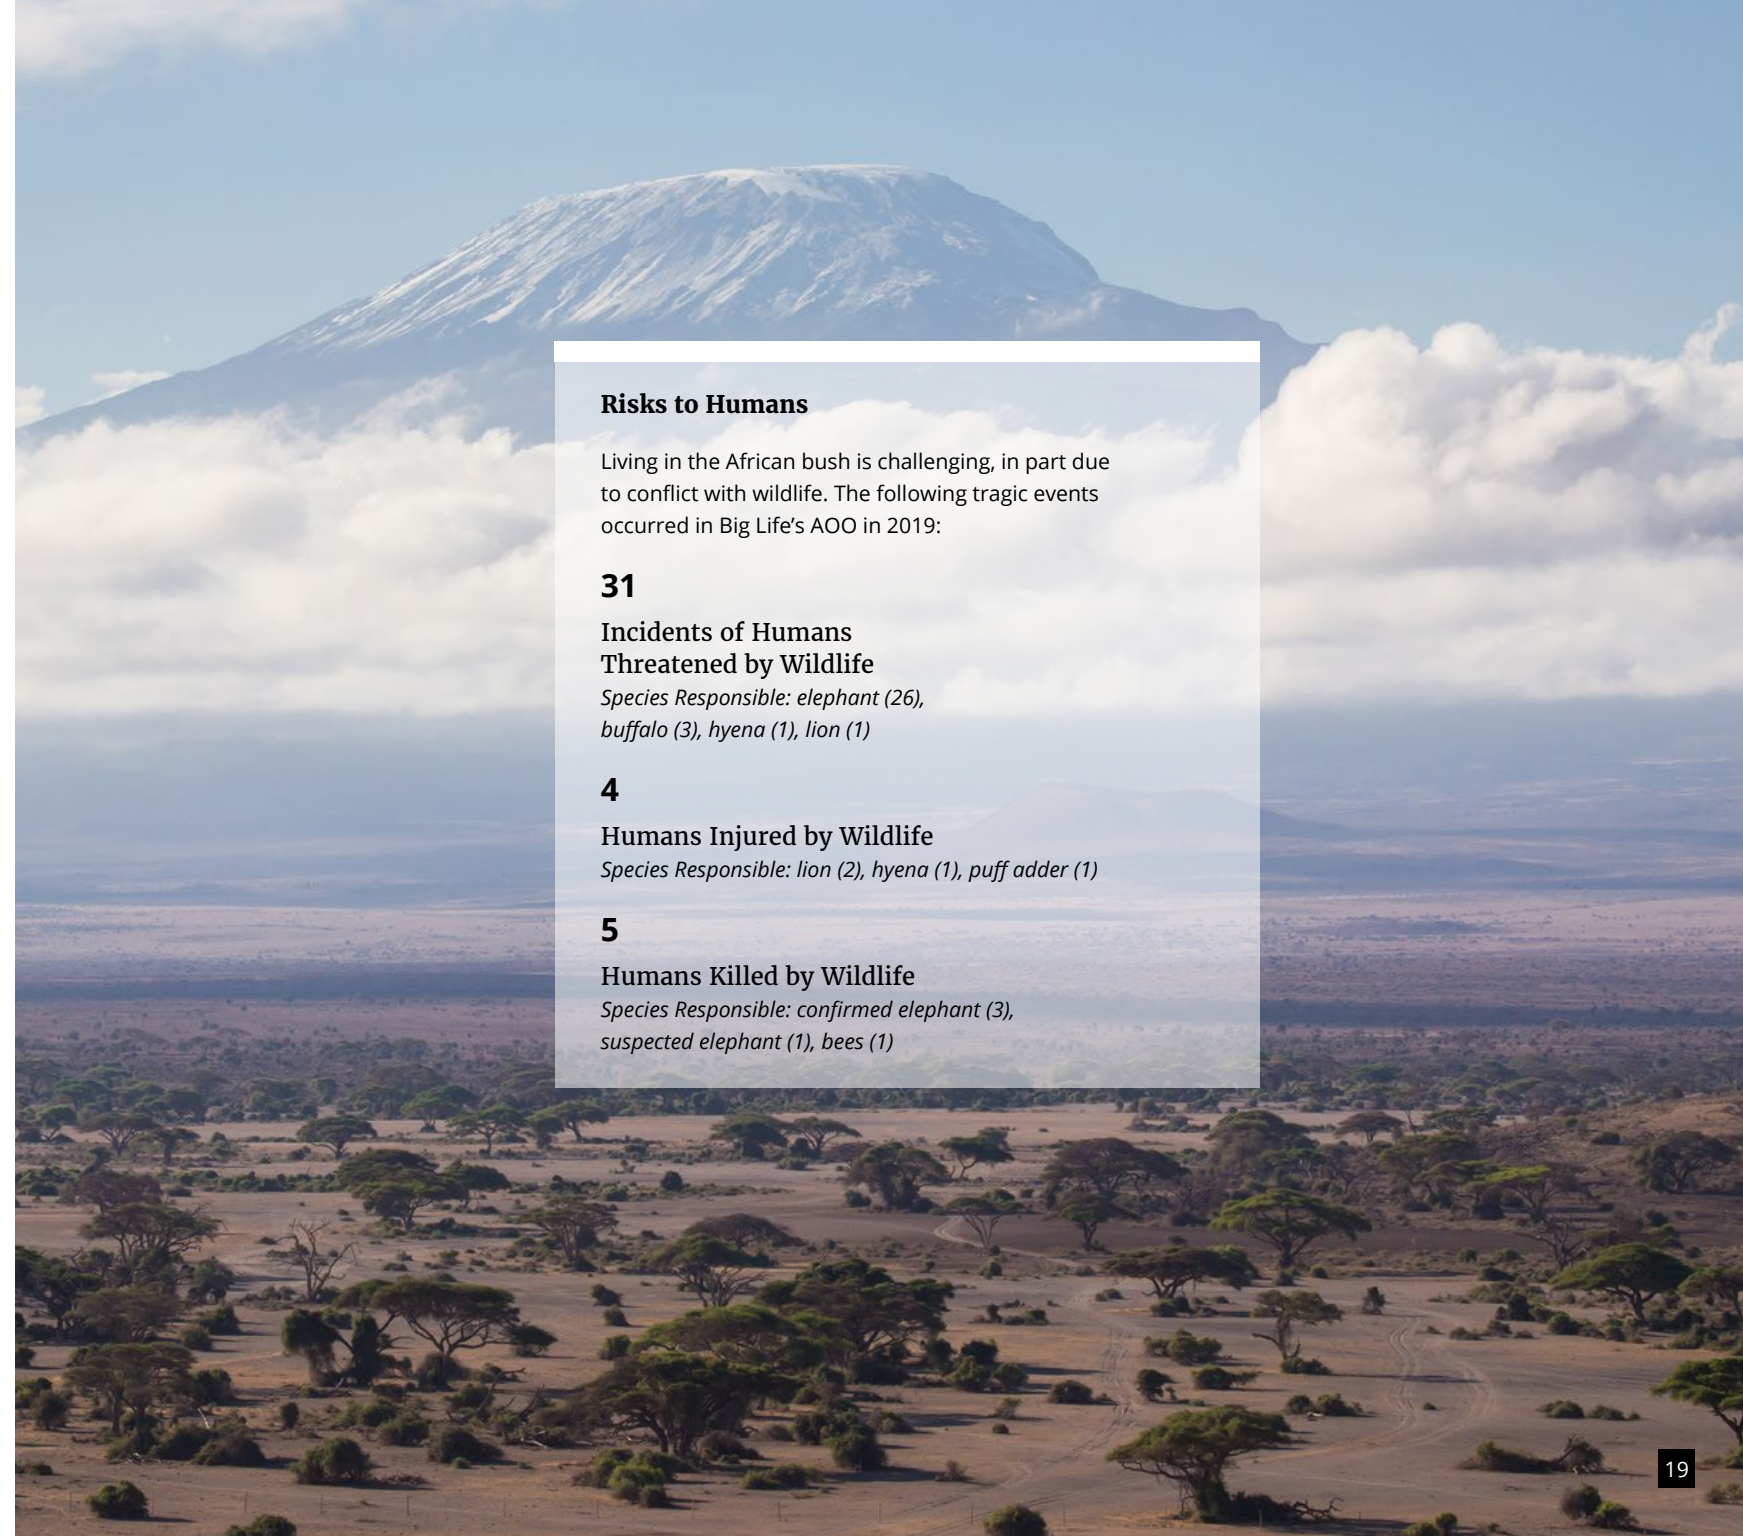 Risks to Humans
Living in the African bush is challenging, in part due
to conflict with wildlife. The following tragic events
occurred in Big Life’s AOO in 2019:
31
Incidents of Humans
Threatened by Wildlife
Species Responsible: elephant (26),
buffalo (3), hyena (1), lion (1)
4
Humans Injured by Wildlife
Species Responsible: lion (2), hyena (1), puff adder (1)
5
Humans Killed by Wildlife
Species Responsible: confirmed elephant (3),
suspected elephant (1), bees (1)
19